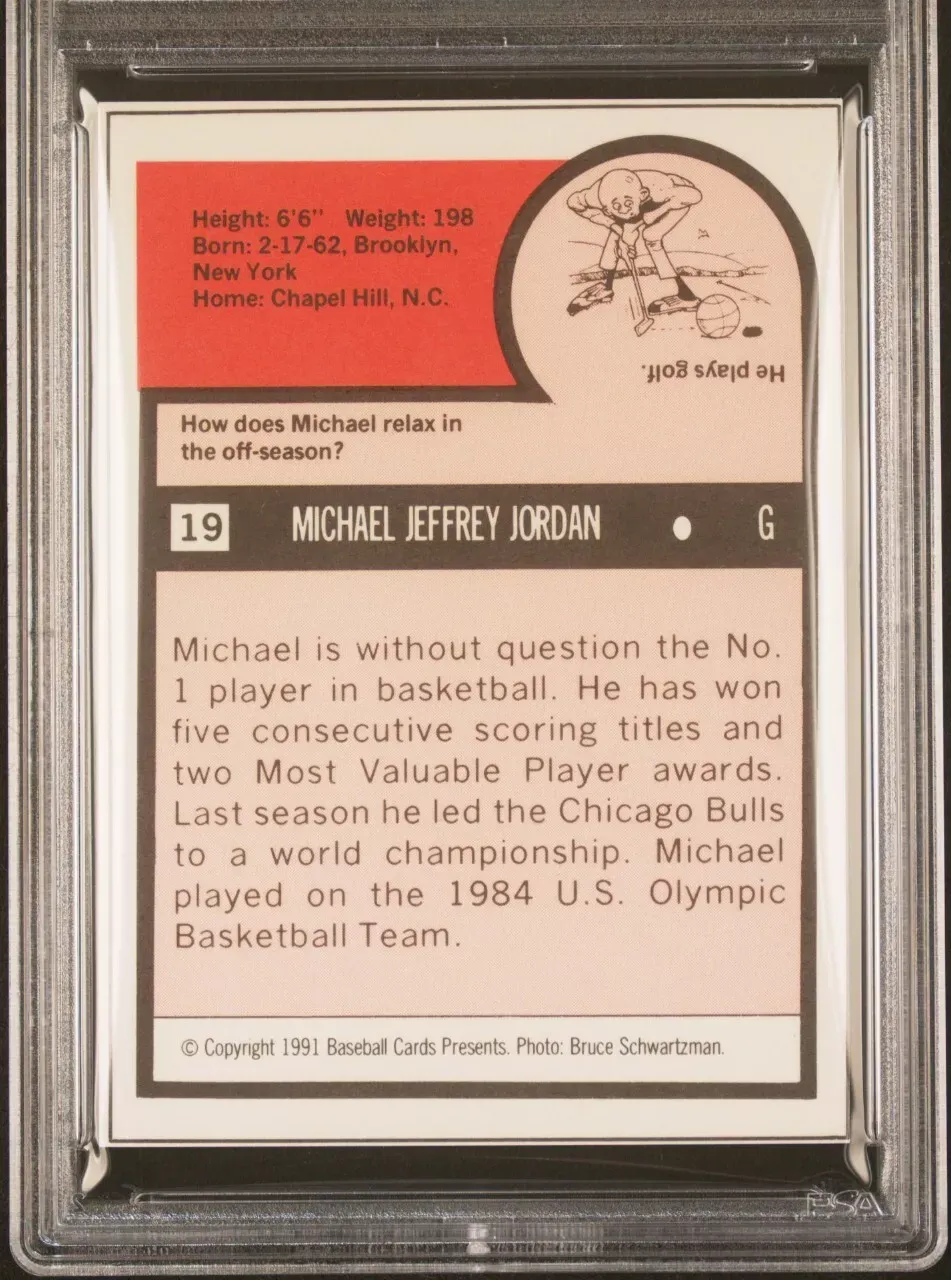 Height: 6'6" Weight: 198
Born: 2-17-62, Brooklyn,
New York
Home: Chapel Hill, N.C.
He plays golf.
How does Michael relax in
the off-season?
19 MICHAEL JEFFREY JORDAN ● G
Michael is without question the No.
1 player in basketball. He has won
five consecutive scoring titles and
two Most Valuable Player awards.
Last season he led the Chicago Bulls
to a world championship. Michael
played on the 1984 U.S. Olympic
Basketball Team.
© Copyright 1991 Baseball Cards Presents. Photo: Bruce Schwartzman.
PSA